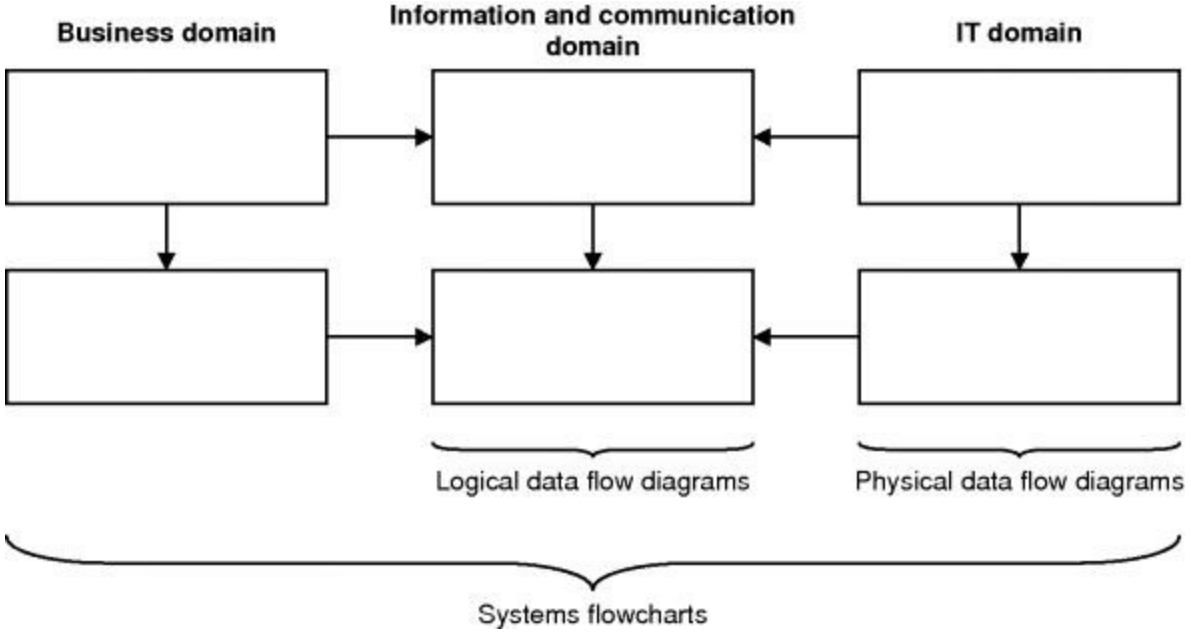 Business domain
Information and communication
domain
IT domain
Logical data flow diagrams
Physical data flow diagrams
Systems flowcharts